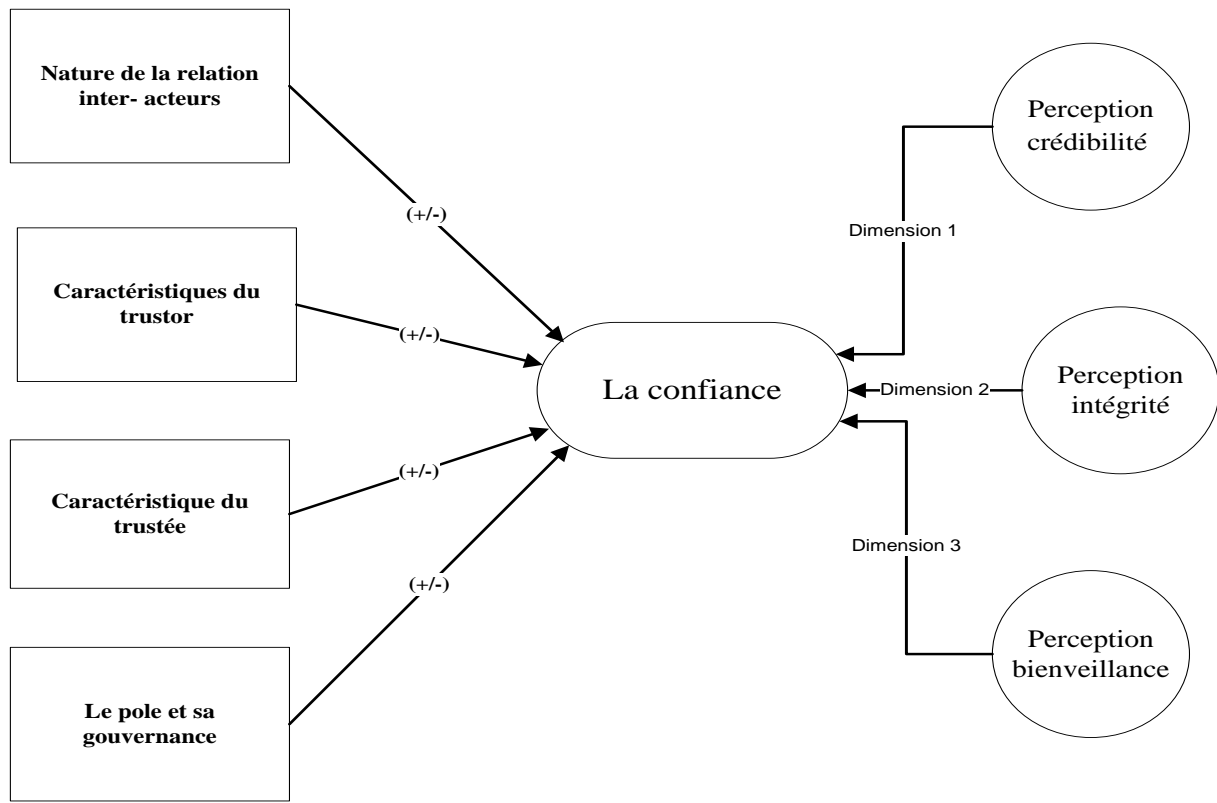 Nature de la relation
inter- acteurs
(+/-)
Caractéristiques du
trustor
(+/-)
Caractéristique du
trustée
(+/-)
Le pole et sa
gouvernance
(+/-)
La confiance
Perception
crédibilité
Dimension 1
Perception
intégrité
Dimension 2
Perception
bienveillance
Dimension 3